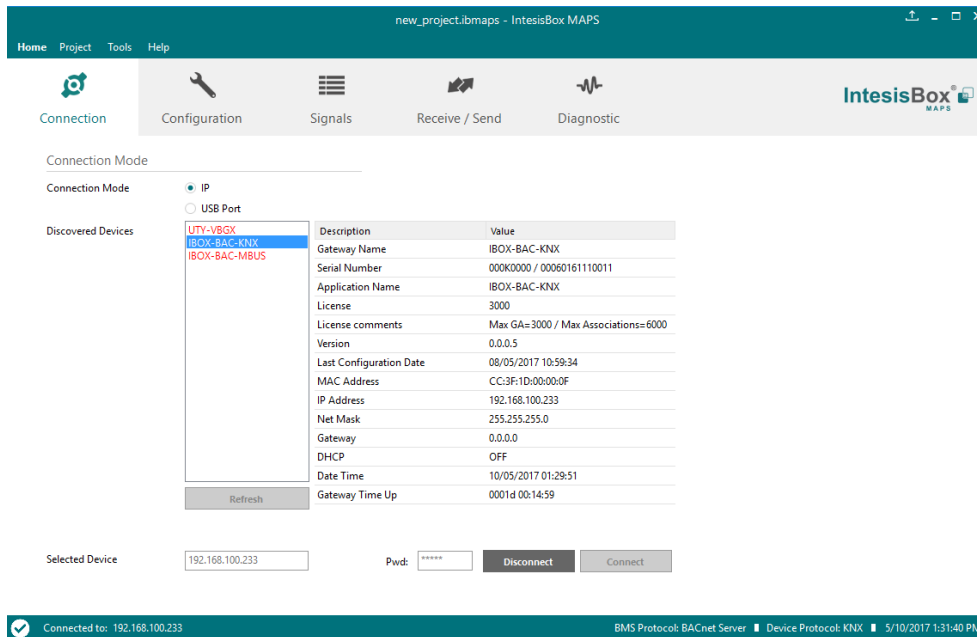 new_project.ibmaps - IntesisBox MAPS
Home Project Tools Help
Connection Configuration Signals Receive / Send Diagnostic
IntesisBox®
MAPS
Connection Mode
Connection Mode IP
USB Port
Discovered Devices
UTY-VBGX
IBOX-BAC-KNX
IBOX-BAC-MBUS
Description Value
Gateway Name IBOX-BAC-KNX
Serial Number 000K0000 / 00060161110011
Application Name IBOX-BAC-KNX
License 3000
License comments Max GA=3000 / Max Associations=6000
Version 0.0.0.5
Last Configuration Date 08/05/2017 10:59:34
MAC Address CC:3F:1D:00:00:0F
IP Address 192.168.100.233
Net Mask 255.255.255.0
Gateway 0.0.0.0
DHCP OFF
Date Time 10/05/2017 01:29:51
Gateway Time Up 0001d 00:14:59
Refresh
Selected Device 192.168.100.233 Pwd: ***** Disconnect Connect
Connected to: 192.168.100.233 BMS Protocol: BACnet Server Device Protocol: KNX 5/10/2017 1:31:40 PM